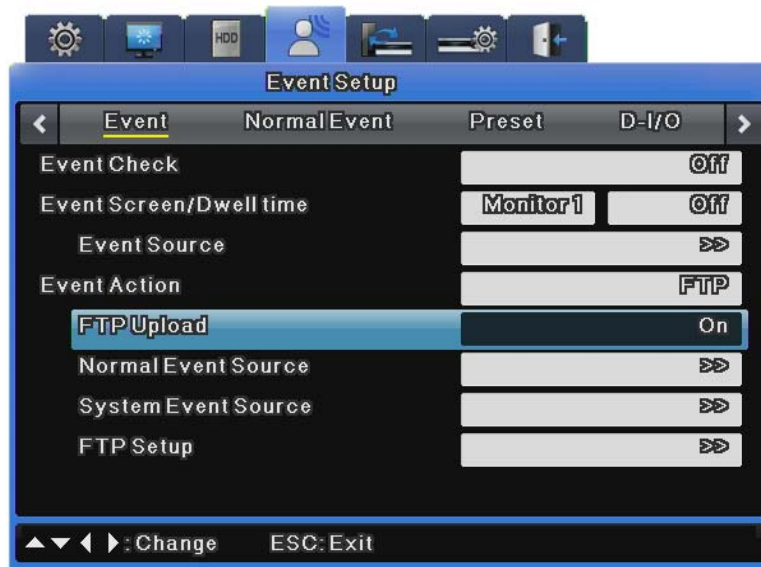 HDD
Event Setup
Event Normal Event Preset D-I/O
Event Check Off
Event Screen/Dwell time Monitor 1 Off
Event Source >>
Event Action FTP
FTP Upload On
Normal Event Source >>
System Event Source >>
FTP Setup >>
:Change ESC:Exit